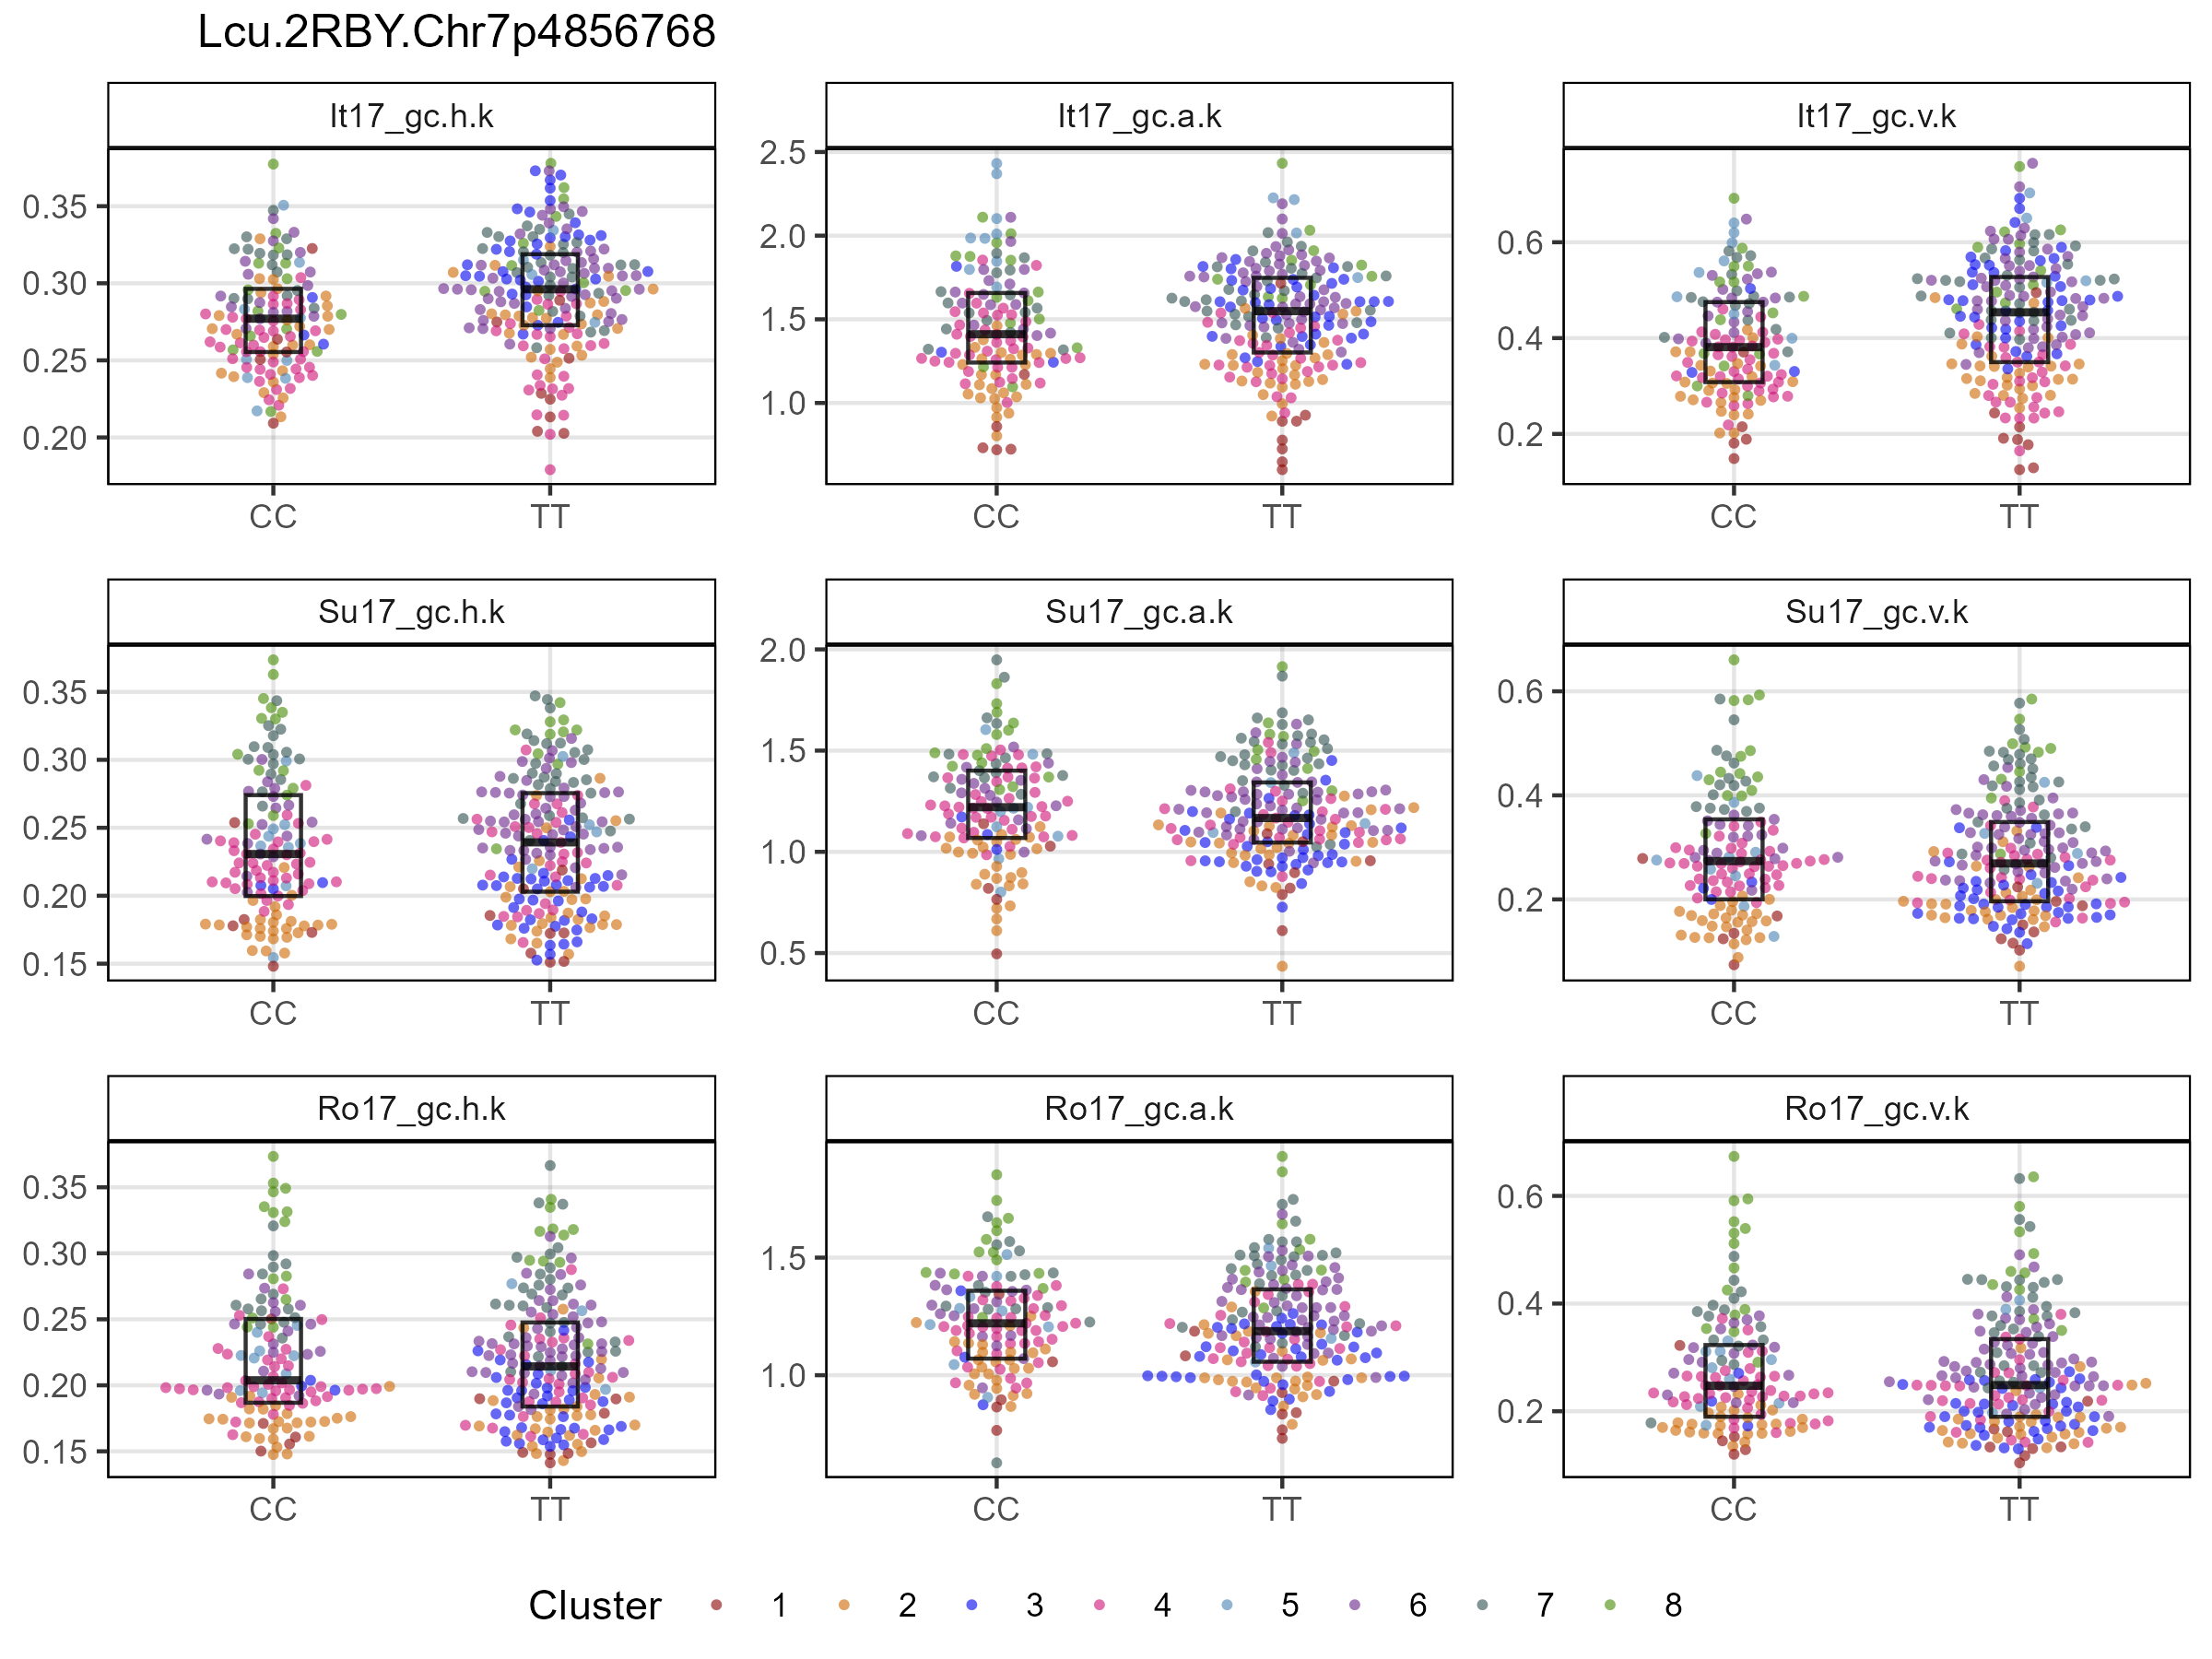 Lcu.2RBY.Chr7p4856768
It17_gc.h.k
It17_gc.a.k
It17_gc.v.k
0.35
0.30
0.25
0.20
CC
TT
2.5
2.0
1.5
1.0
CC
TT
0.6
0.4
0.2
CC
TT
Su17_gc.h.k
Su17_gc.a.k
Su17_gc.v.k
0.35
0.30
0.25
0.20
0.15
CC
TT
2.0
1.5
1.0
0.5
CC
TT
0.6
0.4
0.2
CC
TT
Ro17_gc.h.k
Ro17_gc.a.k
Ro17_gc.v.k
0.35
0.30
0.25
0.20
0.15
CC
TT
1.5
1.0
CC
TT
0.6
0.4
0.2
CC
TT
Cluster 1 2 3 4 5 6 7 8